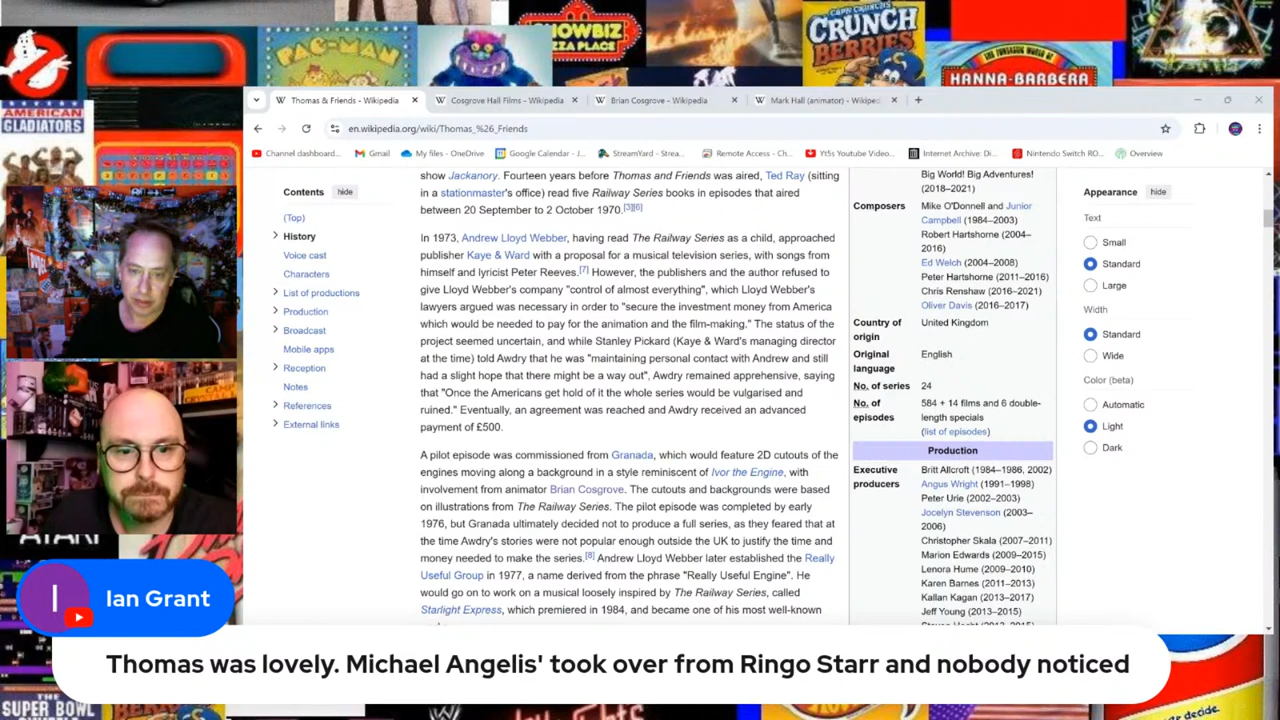 SHOWBIZ
PIZZA PLACE
CAP'N CRUNCH'S
CRUNCH
BERRIES
PAC-MAN
THE FUNTASTIC WORLD OF
HANNA-BARBERA
AMERICAN
GLADIATORS
Thomas & Friends - Wikipedia
Cosgrove Hall Films - Wikipedia
Brian Cosgrove - Wikipedia
Mark Hall (animator) - Wikiped
en.wikipedia.org/wiki/Thomas_%26_Friends
Channel dashboard...
Gmail
My files - OneDrive
Google Calendar - J...
StreamYard - Strea...
Remote Access - Ch...
Yt5s Youtube Video...
Internet Archive: Di...
Nintendo Switch RO...
Overview
Contents hide
(Top)
History
Voice cast
Characters
List of productions
Production
Broadcast
Mobile apps
Reception
Notes
References
External links
show Jackanory. Fourteen years before Thomas and Friends was aired, Ted Ray (sitting
in a stationmaster's office) read five Railway Series books in episodes that aired
between 20 September to 2 October 1970.[3][6]
In 1973, Andrew Lloyd Webber, having read The Railway Series as a child, approached
publisher Kaye & Ward with a proposal for a musical television series, with songs from
himself and lyricist Peter Reeves.[7] However, the publishers and the author refused to
give Lloyd Webber's company "control of almost everything", which Lloyd Webber's
lawyers argued was necessary in order to "secure the investment money from America
which would be needed to pay for the animation and the film-making." The status of the
project seemed uncertain, and while Stanley Pickard (Kaye & Ward's managing director
at the time) told Awdry that he was "maintaining personal contact with Andrew and still
had a slight hope that there might be a way out", Awdry remained apprehensive, saying
that "Once the Americans get hold of it the whole series would be vulgarised and
ruined." Eventually, an agreement was reached and Awdry received an advanced
payment of £500.
A pilot episode was commissioned from Granada, which would feature 2D cutouts of the
engines moving along a background in a style reminiscent of Ivor the Engine, with
involvement from animator Brian Cosgrove. The cutouts and backgrounds were based
on illustrations from The Railway Series. The pilot episode was completed by early
1976, but Granada ultimately decided not to produce a full series, as they feared that at
the time Awdry's stories were not popular enough outside the UK to justify the time and
money needed to make the series.[8] Andrew Lloyd Webber later established the Really
Useful Group in 1977, a name derived from the phrase "Really Useful Engine". He
would go on to work on a musical loosely inspired by The Railway Series, called
Starlight Express, which premiered in 1984, and became one of his most well-known
Big World! Big Adventures!
(2018–2021)
Composers
Mike O'Donnell and Junior
Campbell (1984–2003)
Robert Hartshorne (2004–
2016)
Ed Welch (2004–2008)
Peter Hartshorne (2011–2016)
Chris Renshaw (2016–2021)
Oliver Davis (2016–2017)
Country of
origin
United Kingdom
Original
language
English
No. of series
24
No. of
episodes
584 + 14 films and 6 double-
length specials
(list of episodes)
Production
Executive
producers
Britt Allcroft (1984–1986, 2002)
Angus Wright (1991–1998)
Peter Urie (2002–2003)
Jocelyn Stevenson (2003–
2006)
Christopher Skala (2007–2011)
Marion Edwards (2009–2015)
Lenora Hume (2009–2010)
Karen Barnes (2011–2013)
Kallan Kagan (2013–2017)
Jeff Young (2013–2015)
Appearance hide
Text
Small
Standard
Large
Width
Standard
Wide
Color (beta)
Automatic
Light
Dark
ATARI
I
Ian Grant
Thomas was lovely. Michael Angelis' took over from Ringo Starr and nobody noticed
THE
SUPER BOWL